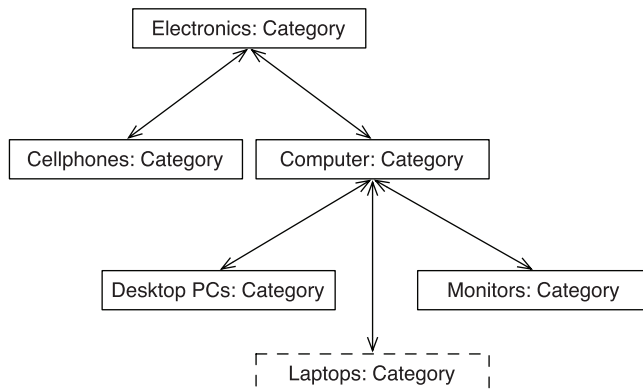 Electronics: Category
Cellphones: Category
Computer: Category
Desktop PCs: Category
Monitors: Category
Laptops: Category